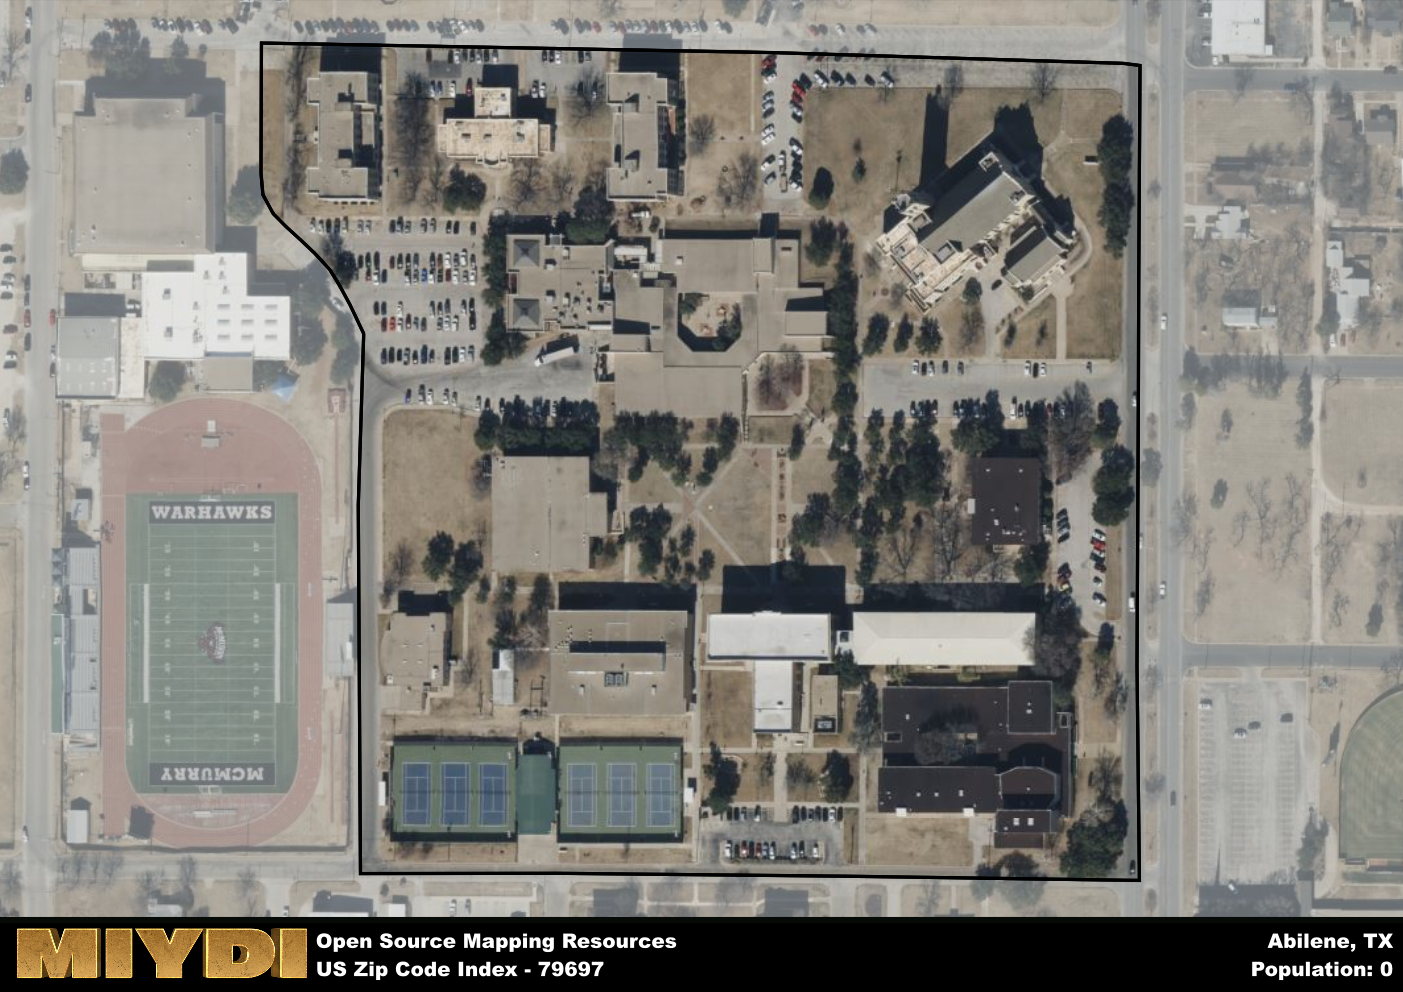 WARHAWKS
MCMURRY
MIYDI
Open Source Mapping Resources
US Zip Code Index - 79697
Abilene, TX
Population: 0